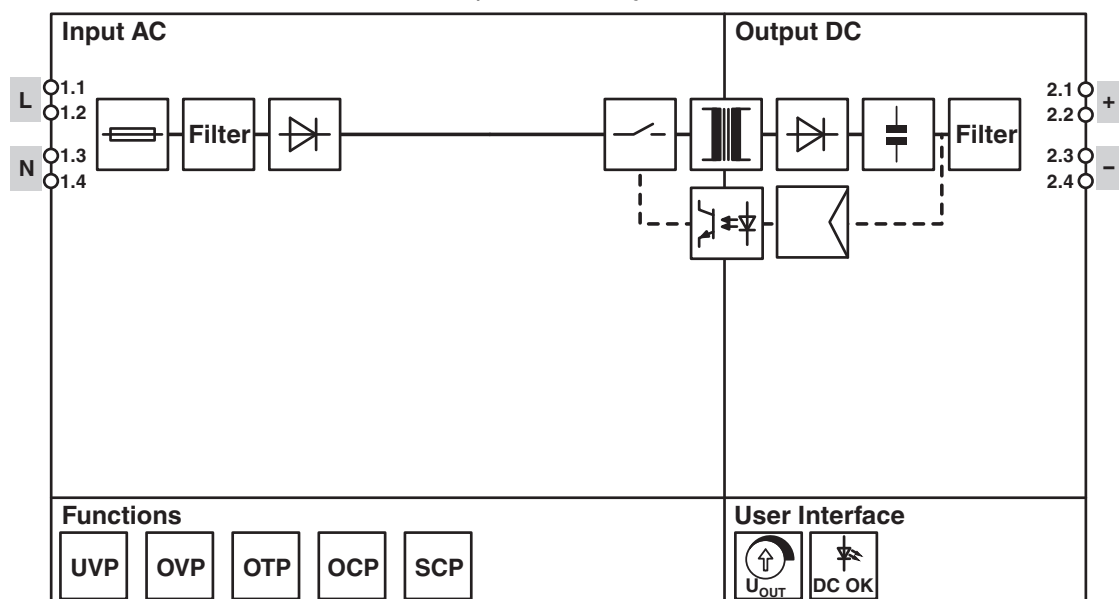 Input AC
Output DC
L
1.1
1.2
N
1.3
1.4
Filter
Filter
2.1
2.2
+
2.3
2.4
–
Functions
UVP
OVP
OTP
OCP
SCP
User Interface
UOUT
DC OK